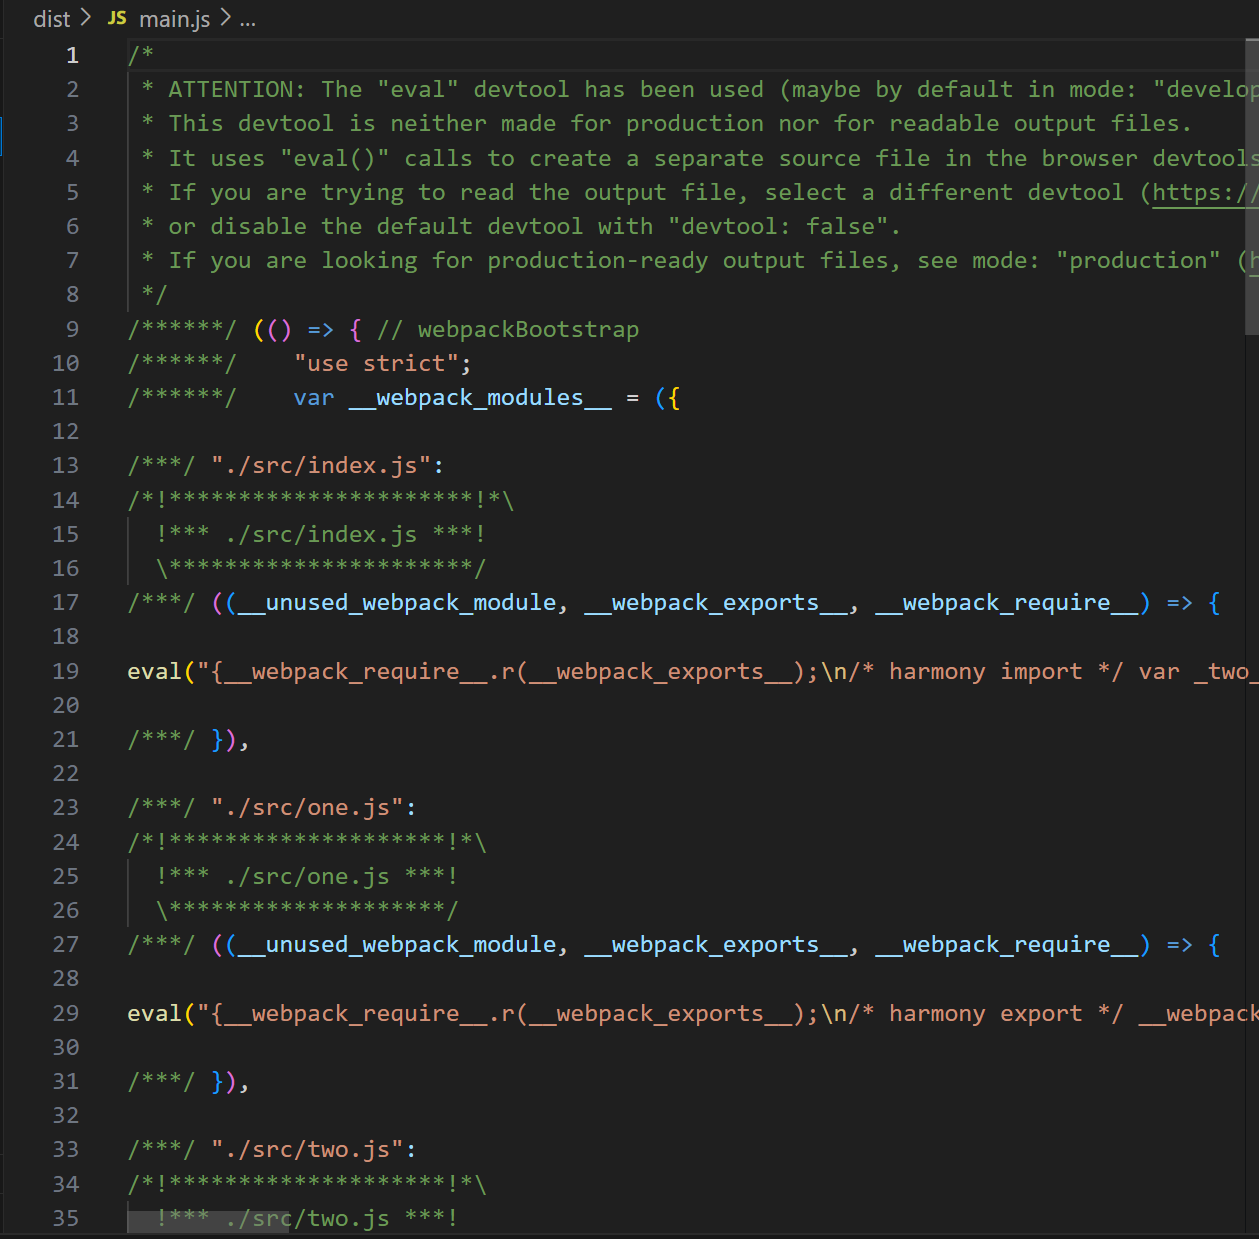 dist > JS main.js > ...
1 /*
2  * ATTENTION: The "eval" devtool has been used (maybe by default in mode: "develop
3  * This devtool is neither made for production nor for readable output files.
4  * It uses "eval()" calls to create a separate source file in the browser devtools
5  * If you are trying to read the output file, select a different devtool (https://
6  * or disable the default devtool with "devtool: false".
7  * If you are looking for production-ready output files, see mode: "production" (h
8  */
9 /******/ (() => { // webpackBootstrap
10 /******/    "use strict";
11 /******/    var __webpack_modules__ = ({
12
13 /***/ "./src/index.js":
14 /*!**********************!*\
15   !*** ./src/index.js ***!
16   \**********************/
17 /***/ ((__unused_webpack_module, __webpack_exports__, __webpack_require__) => {
18
19 eval("{__webpack_require__.r(__webpack_exports__);\n/* harmony import */ var _two_
20
21 /***/ }),
22
23 /***/ "./src/one.js":
24 /*!********************!*\
25   !*** ./src/one.js ***!
26   \********************/
27 /***/ ((__unused_webpack_module, __webpack_exports__, __webpack_require__) => {
28
29 eval("{__webpack_require__.r(__webpack_exports__);\n/* harmony export */ __webpack
30
31 /***/ }),
32
33 /***/ "./src/two.js":
34 /*!********************!*\
35   !*** ./src/two.js ***!